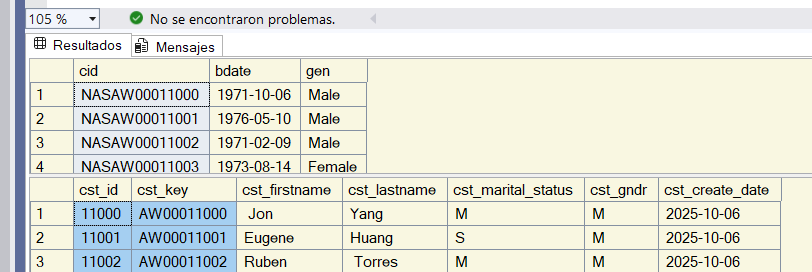 105 % No se encontraron problemas.
Resultados Mensajes
cid bdate gen
1 NASAW00011000 1971-10-06 Male
2 NASAW00011001 1976-05-10 Male
3 NASAW00011002 1971-02-09 Male
4 NASAW00011003 1973-08-14 Female
cst_id cst_key cst_firstname cst_lastname cst_marital_status cst_gndr cst_create_date
1 11000 AW00011000 Jon Yang M M 2025-10-06
2 11001 AW00011001 Eugene Huang S M 2025-10-06
3 11002 AW00011002 Ruben Torres M M 2025-10-06